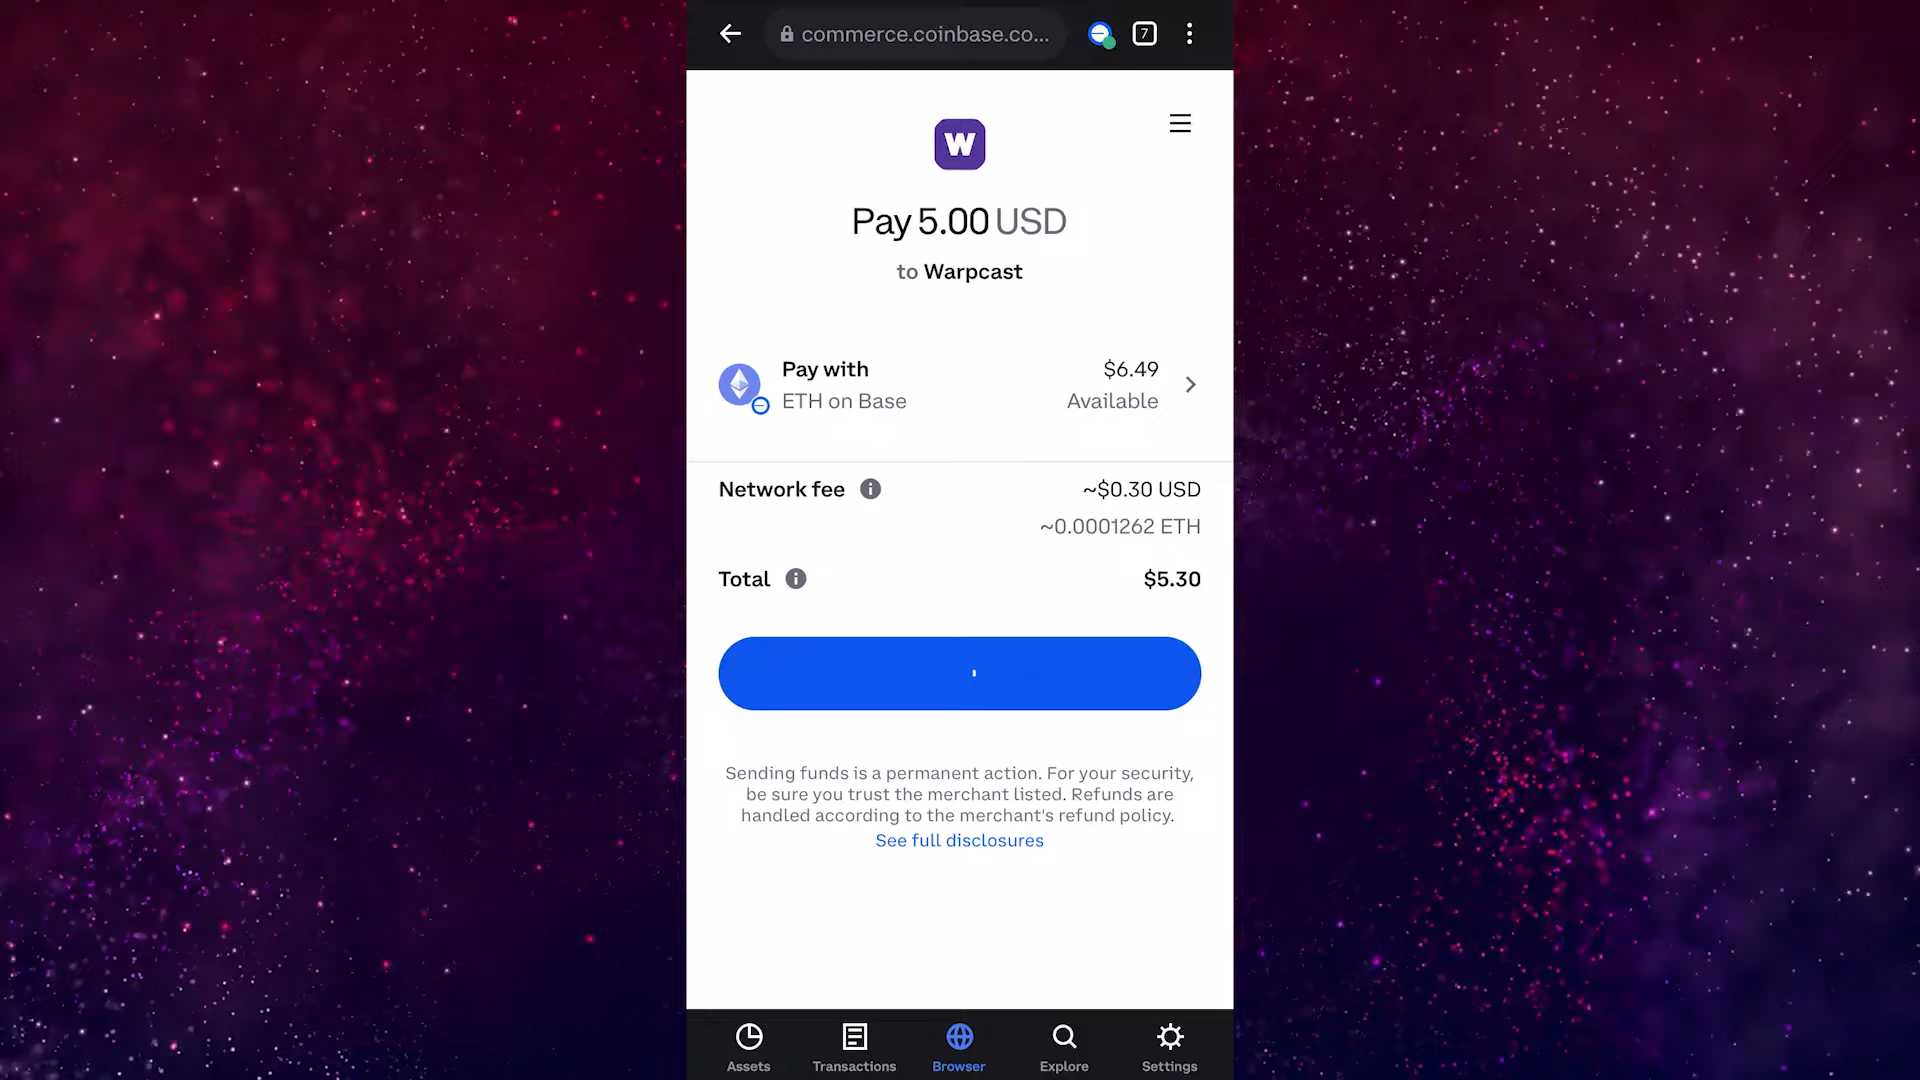 commerce.coinbase.co...
7
W
Pay 5.00 USD
to Warpcast
Pay with
$6.49
ETH on Base
Available
Network fee
~$0.30 USD
~0.0001262 ETH
Total
$5.30
Sending funds is a permanent action. For your security,
be sure you trust the merchant listed. Refunds are
handled according to the merchant's refund policy.
See full disclosures
Assets
Transactions
Browser
Explore
Settings